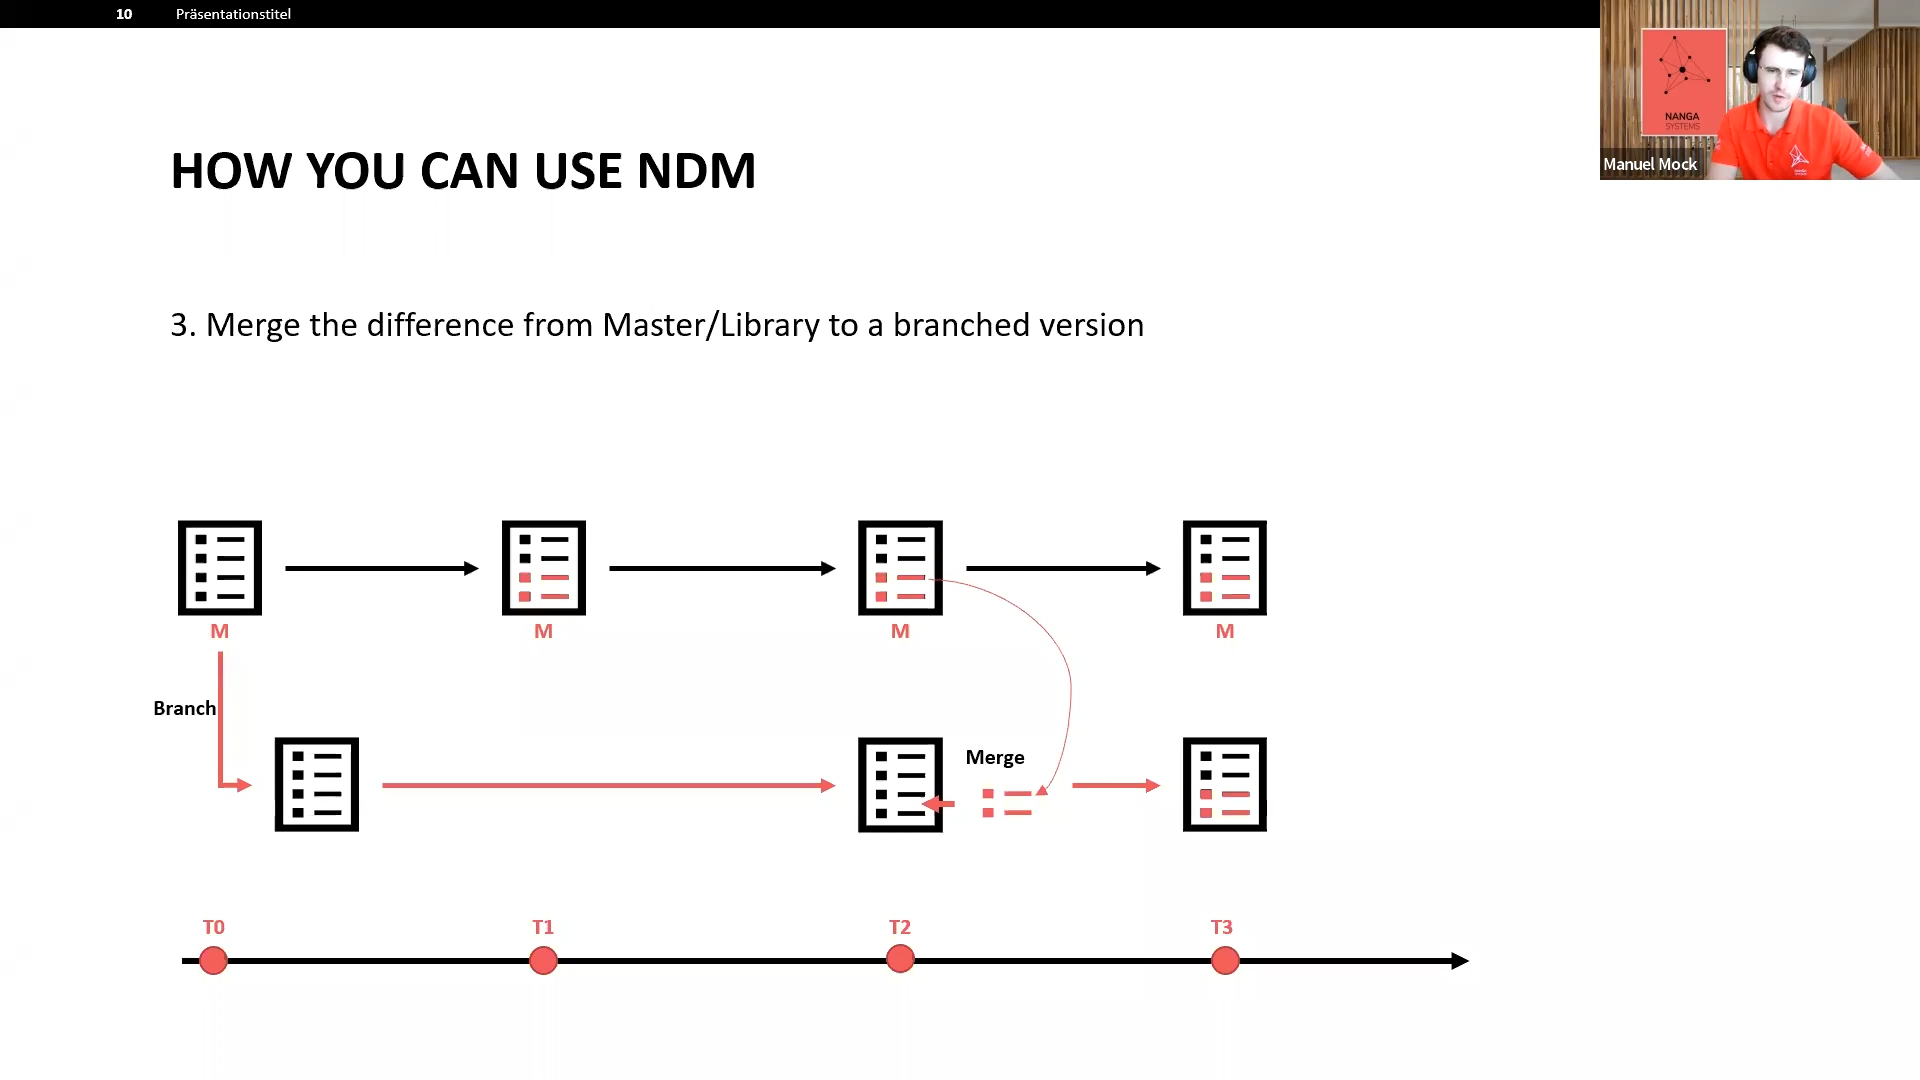 10 Präsentationstitel
NANGA
SYSTEMS
Manuel Mock
HOW YOU CAN USE NDM
3. Merge the difference from Master/Library to a branched version
M M M M
Branch
Merge
T0 T1 T2 T3